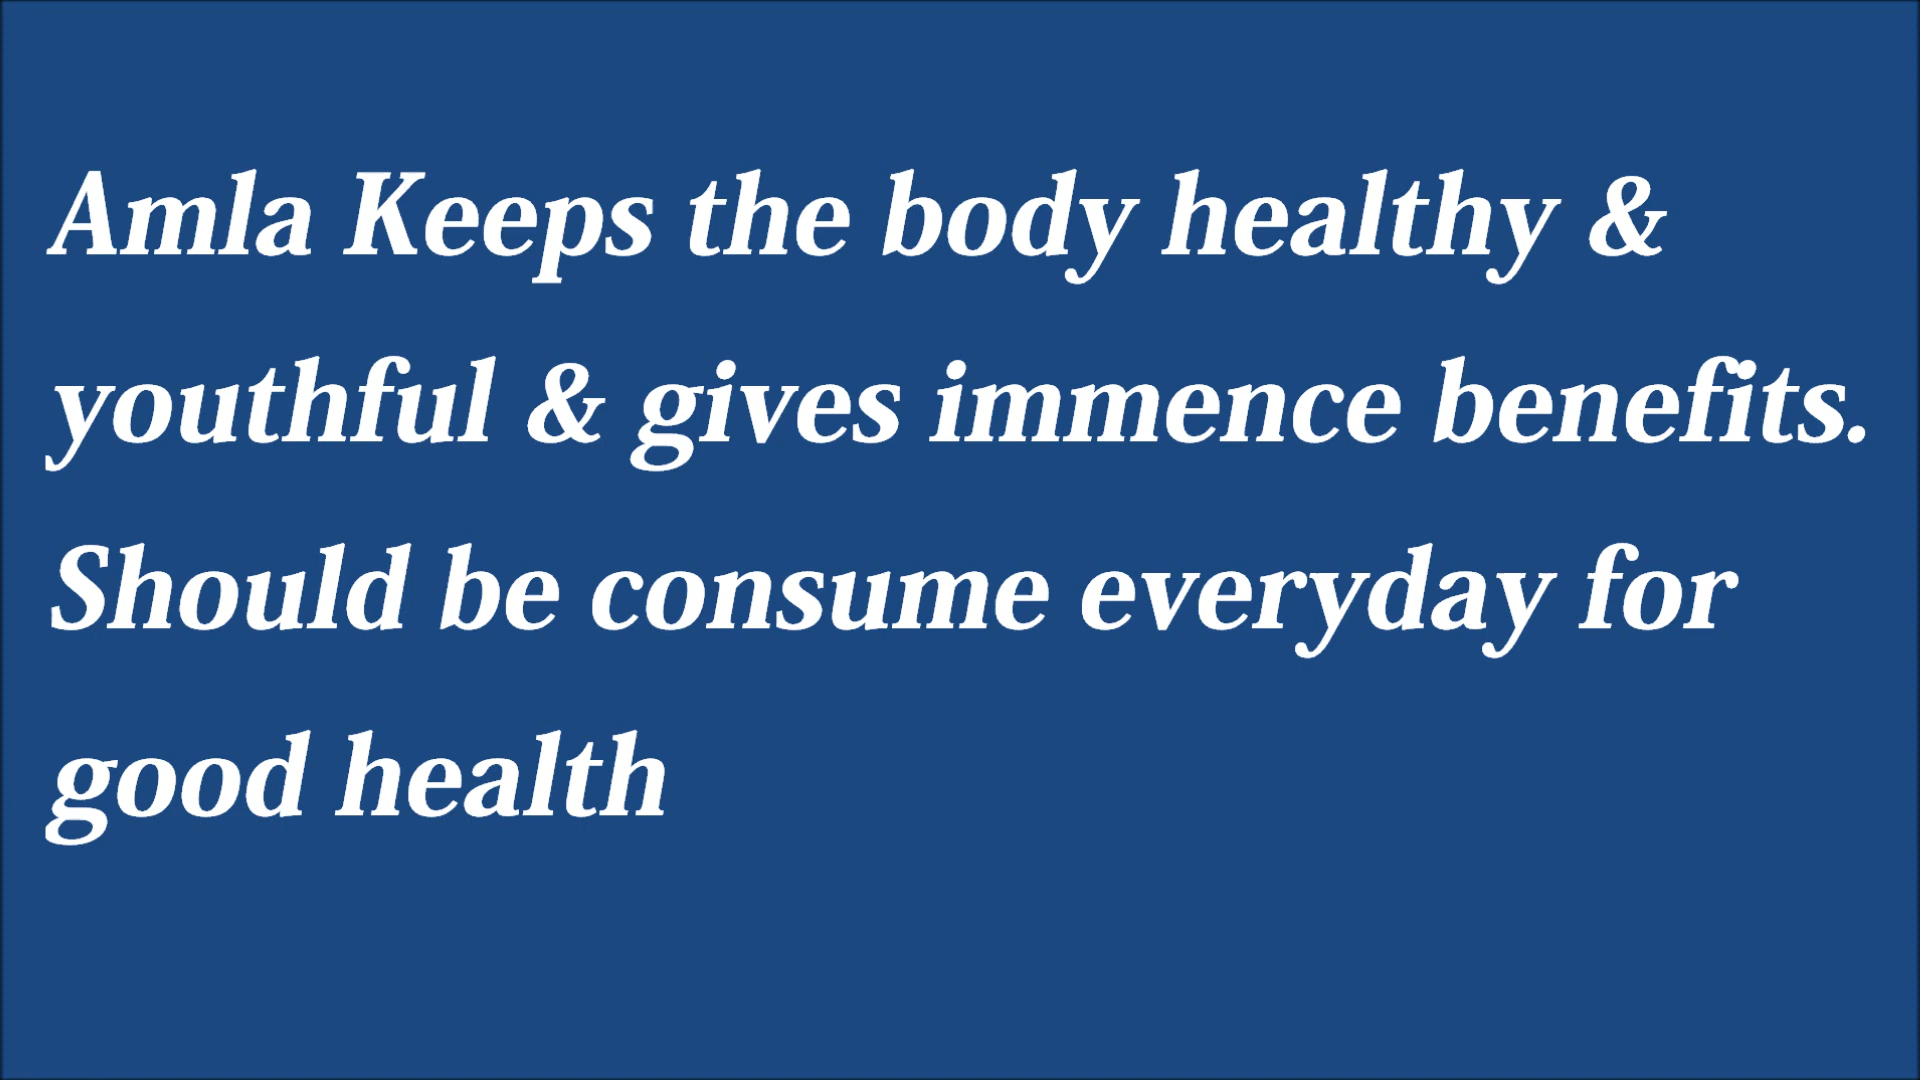 Amla Keeps the body healthy &
youthful & gives immence benefits.
Should be consume everyday for
good health